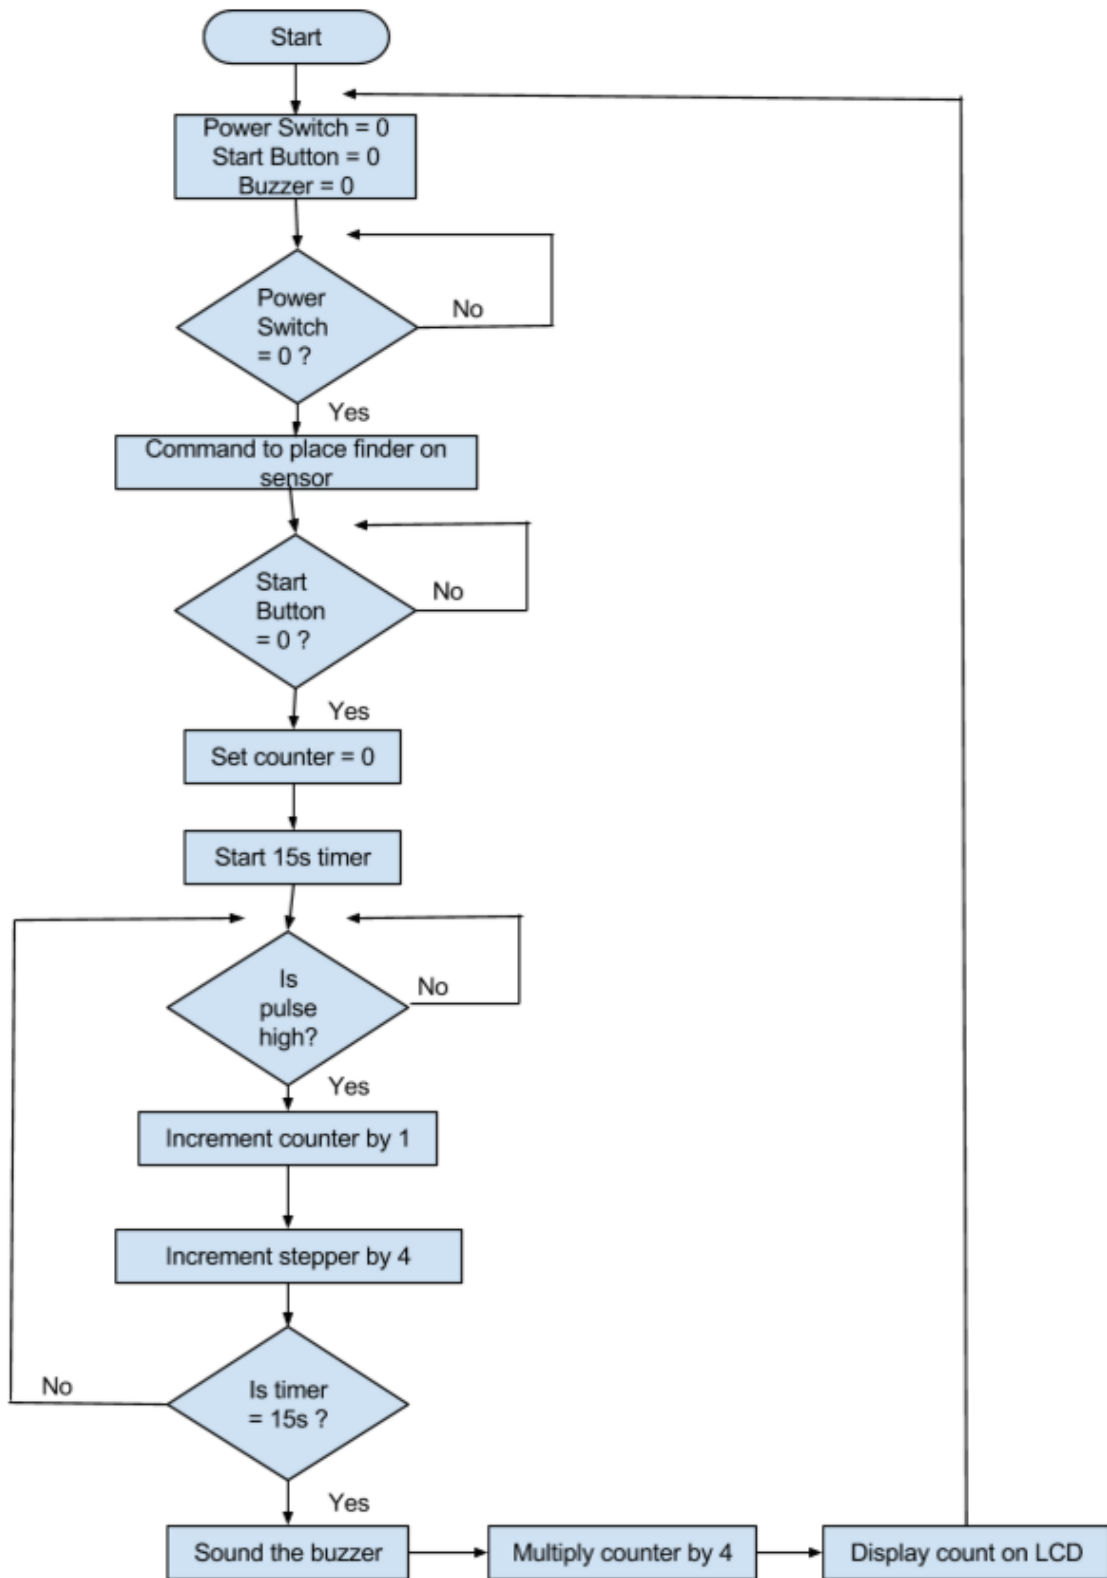 Start
Power Switch = 0
Start Button = 0
Buzzer = 0
Power
Switch
= 0 ?
No
Yes
Command to place finder on
sensor
Start
Button
= 0 ?
No
Yes
Set counter = 0
Start 15s timer
Is
pulse
high?
No
Yes
Increment counter by 1
Increment stepper by 4
Is timer
= 15s ?
No
Yes
Sound the buzzer
Multiply counter by 4
Display count on LCD